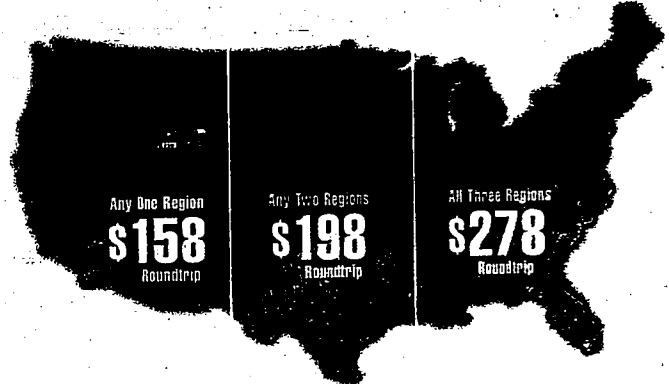 Any One Region
$158
Roundtrip
Any Two Regions
$198
Roundtrip
All Three Regions
$278
Roundtrip